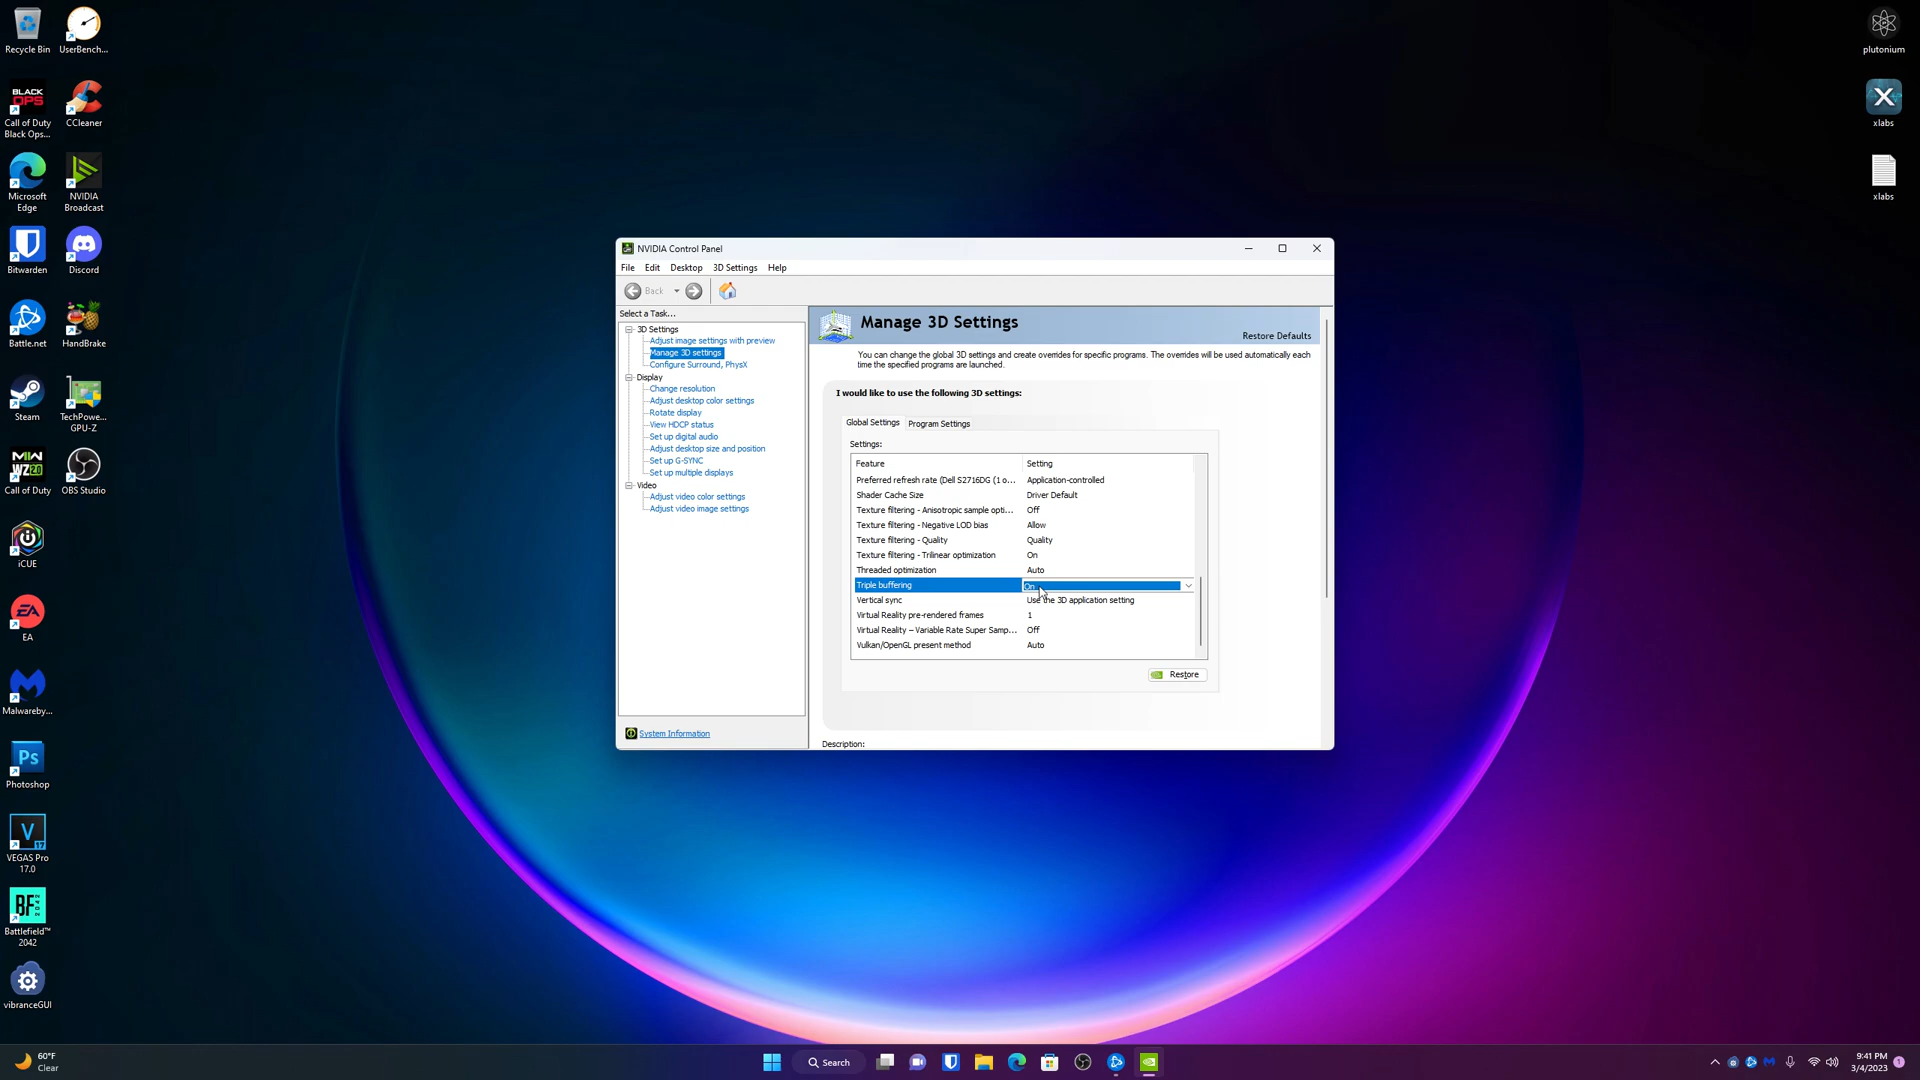 Recycle Bin
UserBench...
Call of Duty
Black Ops...
CCleaner
Microsoft
Edge
NVIDIA
Broadcast
Bitwarden
Discord
Battle.net
HandBrake
Steam
TechPowe...
GPU-Z
Call of Duty
OBS Studio
iCUE
EA
Malwareby...
Photoshop
VEGAS Pro
17.0
Battlefield™
2042
vibranceGUI
plutonium
xlabs
xlabs
BLACK
OPS
MW
WZ2.0
EA
Ps
V
17
BF
2042
X
NVIDIA Control Panel
File Edit Desktop 3D Settings Help
Back
Select a Task...
3D Settings
Adjust image settings with preview
Manage 3D settings
Configure Surround, PhysX
Display
Change resolution
Adjust desktop color settings
Rotate display
View HDCP status
Set up digital audio
Adjust desktop size and position
Set up G-SYNC
Set up multiple displays
Video
Adjust video color settings
Adjust video image settings
System Information
Manage 3D Settings
Restore Defaults
You can change the global 3D settings and create overrides for specific programs. The overrides will be used automatically each
time the specified programs are launched.
I would like to use the following 3D settings:
Global Settings Program Settings
Settings:
Feature Setting
Preferred refresh rate (Dell S2716DG (1 o... Application-controlled
Shader Cache Size Driver Default
Texture filtering - Anisotropic sample opti... Off
Texture filtering - Negative LOD bias Allow
Texture filtering - Quality Quality
Texture filtering - Trilinear optimization On
Threaded optimization Auto
Triple buffering On
Vertical sync Use the 3D application setting
Virtual Reality pre-rendered frames 1
Virtual Reality – Variable Rate Super Samp... Off
Vulkan/OpenGL present method Auto
Restore
Description:
60°F
Clear
Search
9:41 PM
3/4/2023
1